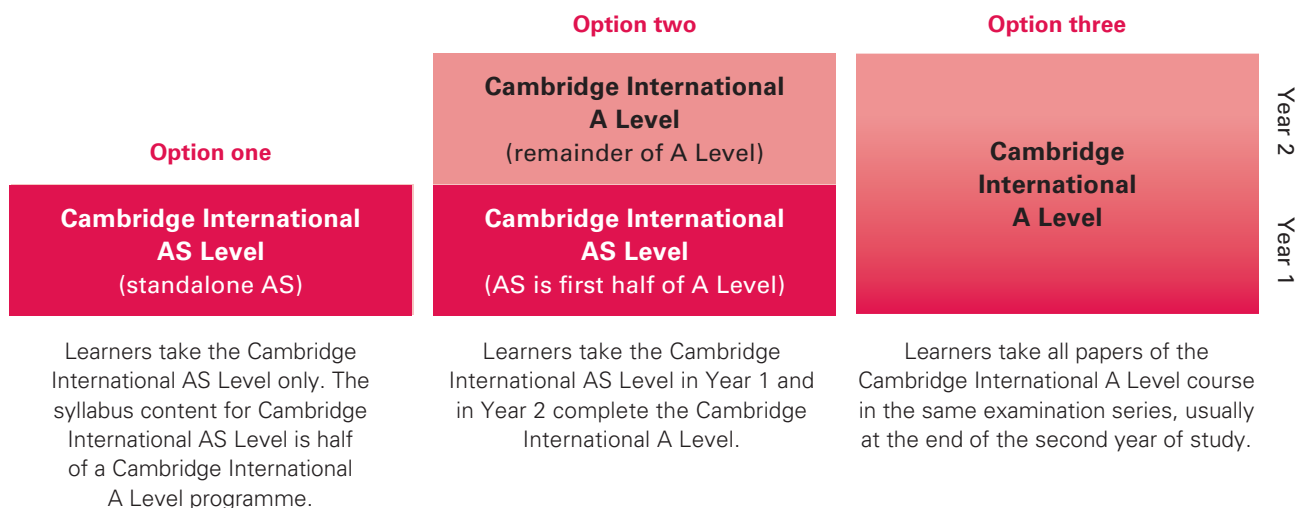 Option one
Cambridge International
AS Level
(standalone AS)
Learners take the Cambridge
International AS Level only. The
syllabus content for Cambridge
International AS Level is half
of a Cambridge International
A Level programme.
Option two
Cambridge International
A Level
(remainder of A Level)
Cambridge International
AS Level
(AS is first half of A Level)
Learners take the Cambridge
International AS Level in Year 1 and
in Year 2 complete the Cambridge
International A Level.
Option three
Cambridge
International
A Level
Learners take all papers of the
Cambridge International A Level course
in the same examination series, usually
at the end of the second year of study.
Year 2
Year 1